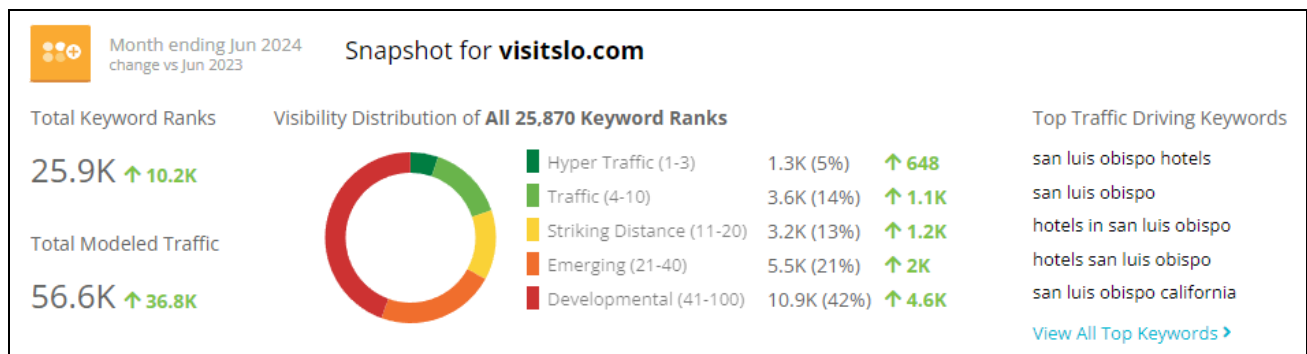 Month ending Jun 2024
change vs Jun 2023
Snapshot for visitslo.com
Total Keyword Ranks
25.9K ↑ 10.2K
Total Modeled Traffic
56.6K ↑ 36.8K
Visibility Distribution of All 25,870 Keyword Ranks
Hyper Traffic (1-3) 1.3K (5%) ↑ 648
Traffic (4-10) 3.6K (14%) ↑ 1.1K
Striking Distance (11-20) 3.2K (13%) ↑ 1.2K
Emerging (21-40) 5.5K (21%) ↑ 2K
Developmental (41-100) 10.9K (42%) ↑ 4.6K
Top Traffic Driving Keywords
san luis obispo hotels
san luis obispo
hotels in san luis obispo
hotels san luis obispo
san luis obispo california
View All Top Keywords >